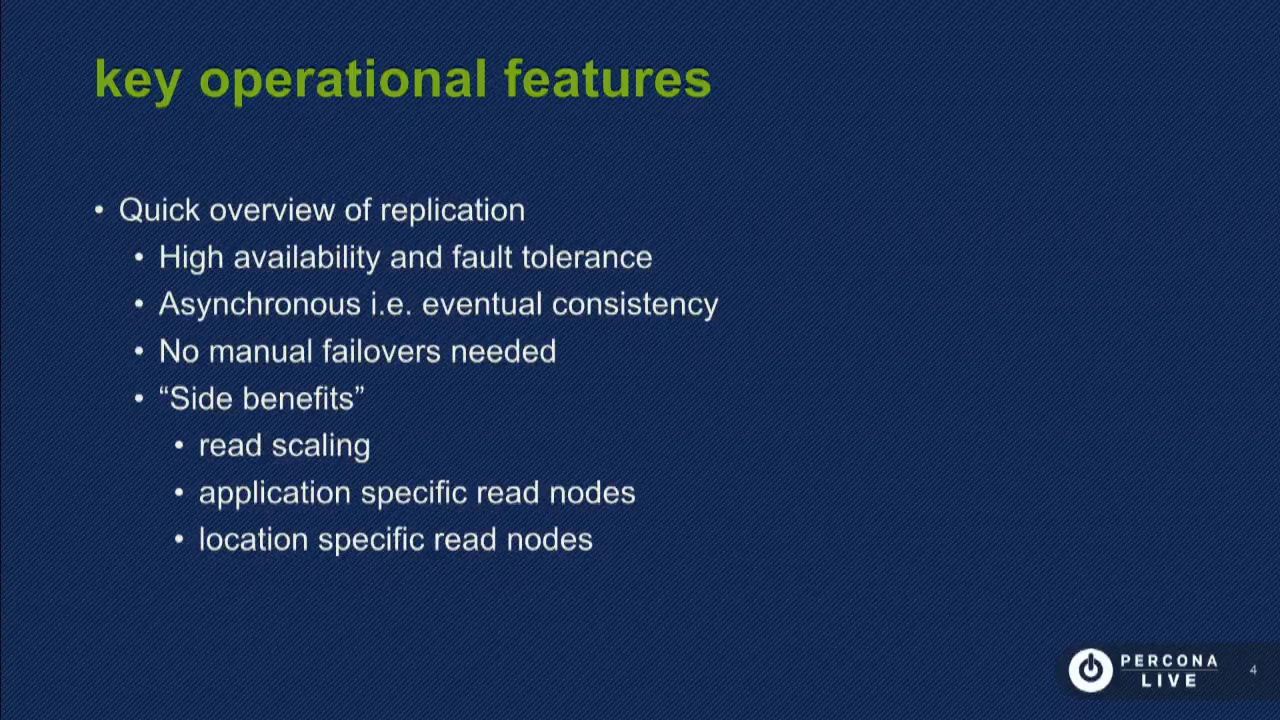 key operational features
• Quick overview of replication
• High availability and fault tolerance
• Asynchronous i.e. eventual consistency
• No manual failovers needed
• “Side benefits”
• read scaling
• application specific read nodes
• location specific read nodes
PERCONA
LIVE
4